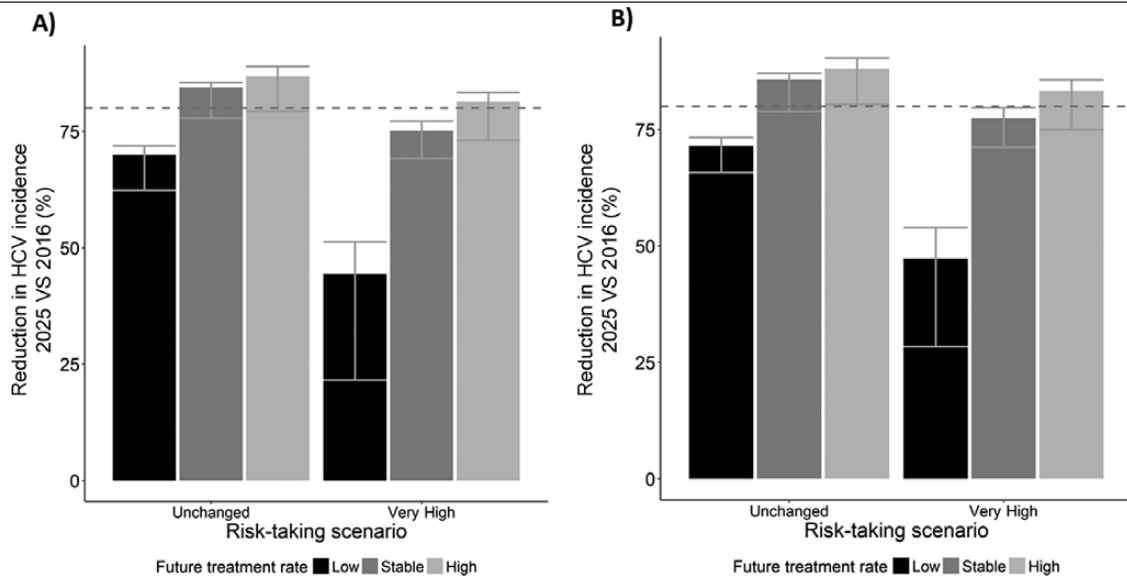 A)
Reduction in HCV incidence
2025 VS 2016 (%)
75
50
25
0
Unchanged
Very High
Risk-taking scenario
Future treatment rate Low Stable High
B)
Reduction in HCV incidence
2025 VS 2016 (%)
75
50
25
0
Unchanged
Very High
Risk-taking scenario
Future treatment rate Low Stable High